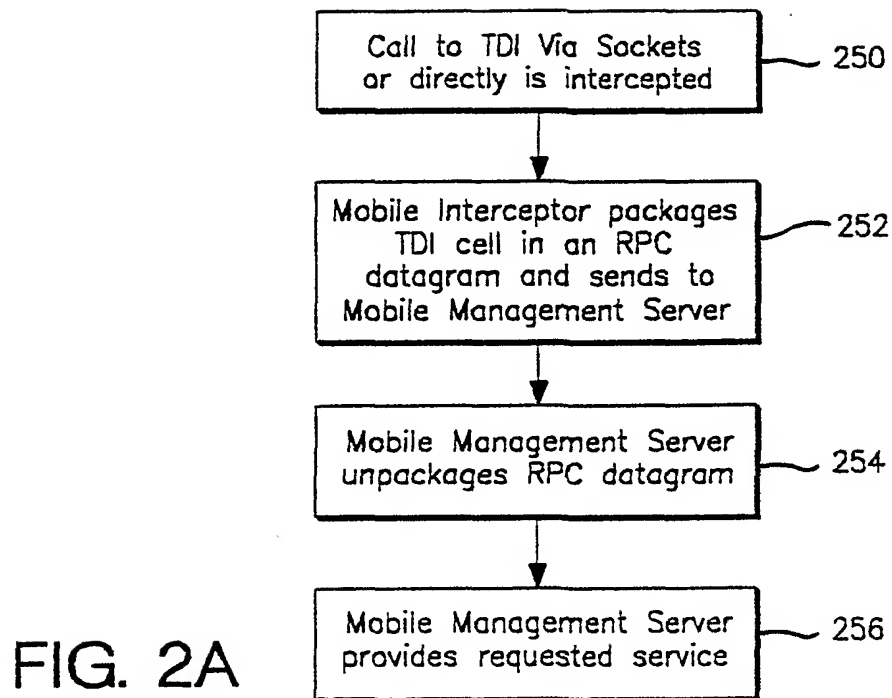 Call to TDI Via Sockets
or directly is intercepted
250
Mobile Interceptor packages
TDI cell in an RPC
datagram and sends to
Mobile Management Server
252
Mobile Management Server
unpackages RPC datagram
254
Mobile Management Server
provides requested service
256
FIG. 2A